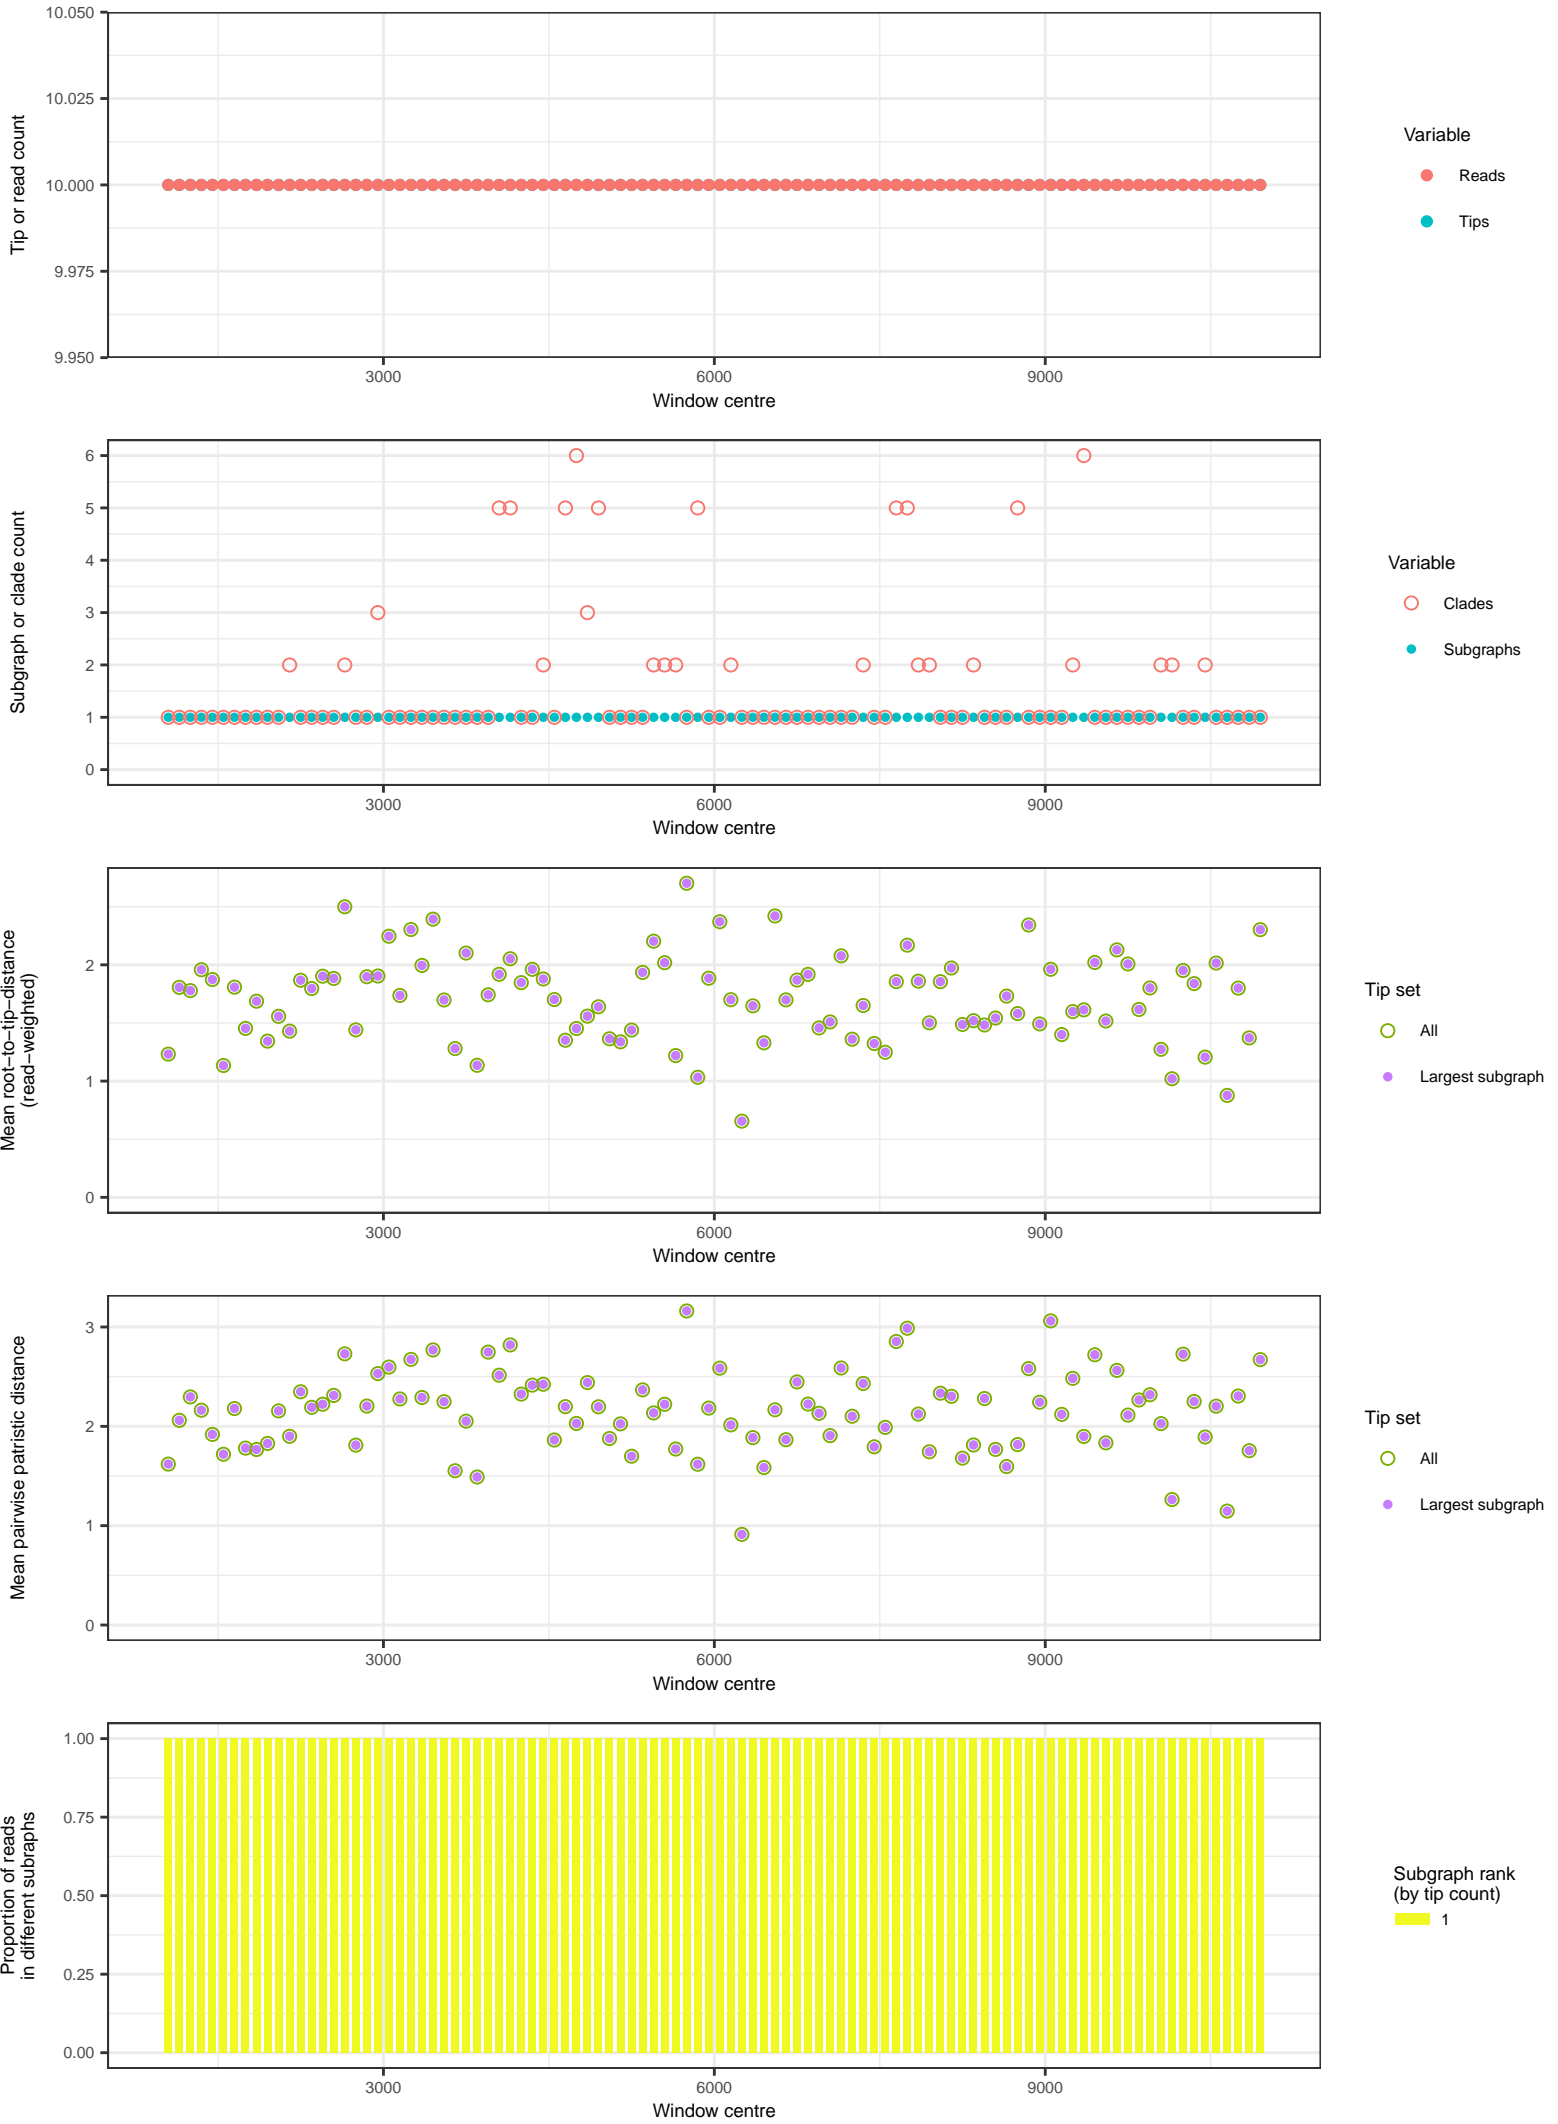 10.050
10.025
10.000
9.975
9.950
Tip or read count
3000 6000 9000
Window centre
Variable
Reads
Tips
6
5
4
3
2
1
0
Subgraph or clade count
3000 6000 9000
Window centre
Variable
Clades
Subgraphs
2
1
0
Mean root−to−tip−distance
(read−weighted)
3000 6000 9000
Window centre
Tip set
All
Largest subgraph
3
2
1
0
Mean pairwise patristic distance
3000 6000 9000
Window centre
Tip set
All
Largest subgraph
1.00
0.75
0.50
0.25
0.00
Proportion of reads
in different subraphs
3000 6000 9000
Window centre
Subgraph rank
(by tip count)
1